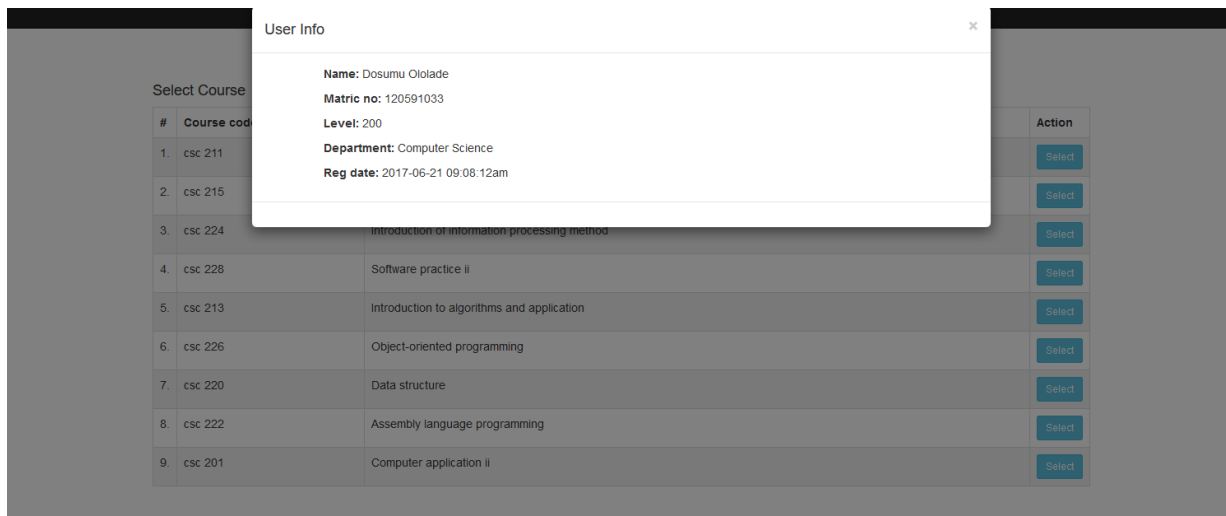 User Info ×
Name: Dosumu Ololade
Matric no: 120591033
Level: 200
Department: Computer Science
Reg date: 2017-06-21 09:08:12am
Select Course
# Course cod Action
1. csc 211 Select
2. csc 215 Select
3. csc 224 Introduction of information processing method Select
4. csc 228 Software practice ii Select
5. csc 213 Introduction to algorithms and application Select
6. csc 226 Object-oriented programming Select
7. csc 220 Data structure Select
8. csc 222 Assembly language programming Select
9. csc 201 Computer application ii Select